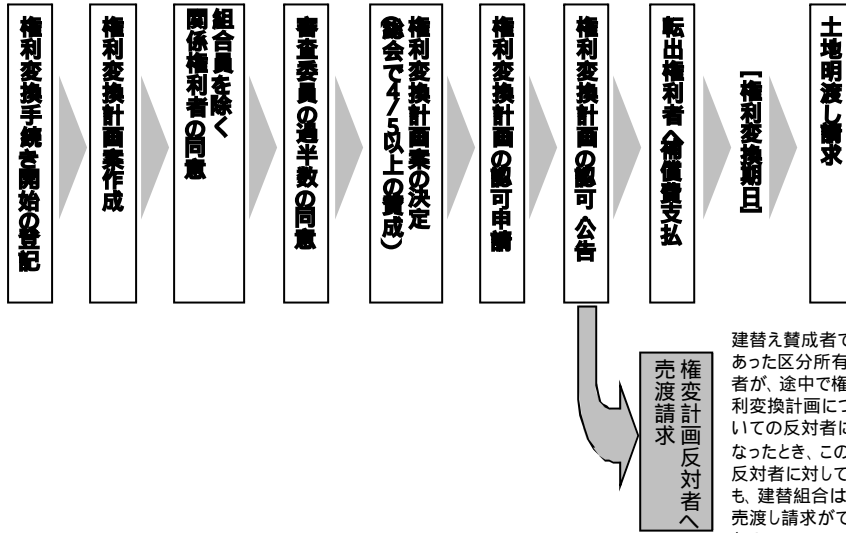 権利変換手続き開始の登記
権利変換計画案作成
組合員を除く
関係権利者の同意
審査委員の過半数の同意
権利変換計画案の決定
(総会で4/5以上の賛成)
権利変換計画の認可申請
権利変換計画の認可・公告
転出権利者へ補償費支払
[権利変換期日]
土地明渡し請求
権変計画反対者へ
売渡請求
建替え賛成者で
あった区分所有
者が、途中で権
利変換計画につ
いての反対者に
なったとき、この
反対者に対して
も、建替組合は
売渡し請求がで